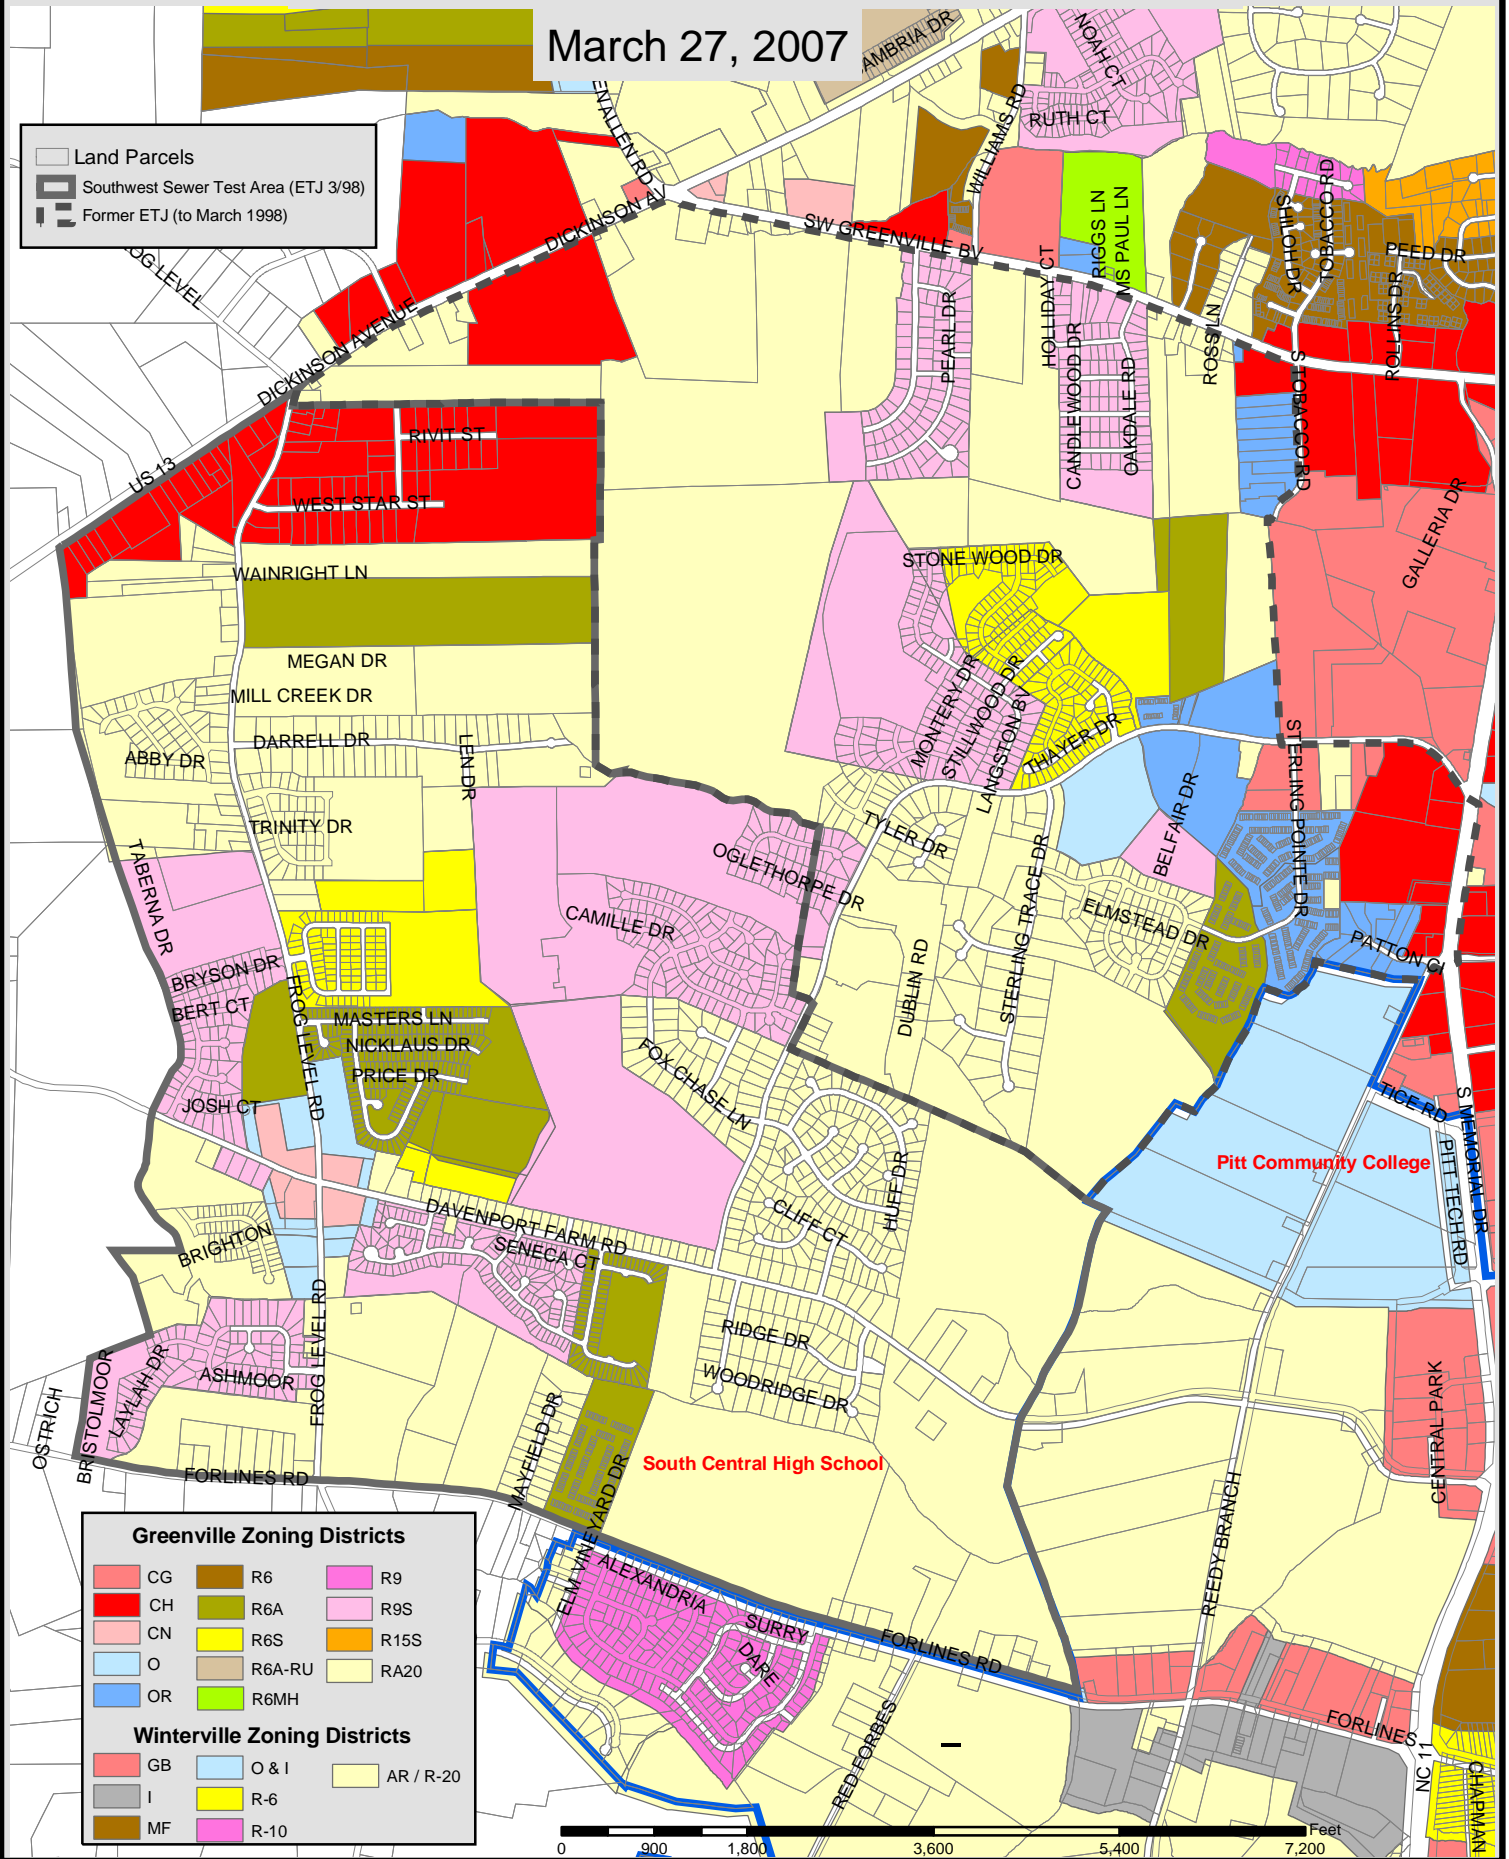 March 27, 2007
Land Parcels
Southwest Sewer Test Area (ETJ 3/98)
Former ETJ (to March 1998)
AMBRIA DR
NOAH CT
RUTH CT
EN ALLEN RD
WILLIAMS RD
DICKINSON AV
SW GREENVILLE BV
RIGGS LN
MS PAUL LN
SHILOH DR
TOBACCO RD
PEED DR
ROLLINS DR
OG LEVEL
DICKINSON AVENUE
PEARL DR
HOLLIDAY CT
CANDLEWOOD DR
OAKDALE RD
ROSS LN
S TOBACCO RD
US 13
RIVIT ST
WEST STAR ST
GALLERIA DR
WAINRIGHT LN
STONE WOOD DR
MEGAN DR
MILL CREEK DR
MONTERY DR
STILLWOOD DR
LANGSTON BV
THAYER DR
DARRELL DR
ABBY DR
LEN DR
TRINITY DR
TYLER DR
BELFAIR DR
STERLING POINTE DR
TABERNA DR
OGLETHORPE DR
CAMILLE DR
STERLING TRACE DR
ELMSTEAD DR
DUBLIN RD
PATTON CI
BRYSON DR
BERT CT
FROG LEVEL RD
MASTERS LN
NICKLAUS DR
PRICE DR
FOX CHASE LN
JOSH CT
TICE RD
S MEMORIAL DR
PITT TECH RD
Pitt Community College
HUFF DR
CLIFF CT
DAVENPORT FARM RD
SENECA CT
BRIGHTON
RIDGE DR
WOODRIDGE DR
FROG LEVEL RD
ASHMOOR
LAYLAH DR
BRISTOLMOOR
OSTRICH
MAYFIELD DR
CENTRAL PARK
South Central High School
FORLINES RD
ELM VINEYARD DR
REEDY BRANCH
ALEXANDRIA
SURRY
DARE
FORLINES RD
RED FORBES
FORLINES
NC 11
CHAPMAN
Greenville Zoning Districts
CG
R6
R9
CH
R6A
R9S
CN
R6S
R15S
O
R6A-RU
RA20
OR
R6MH
Winterville Zoning Districts
GB
O & I
AR / R-20
I
R-6
MF
R-10
Feet
0 900 1,800 3,600 5,400 7,200